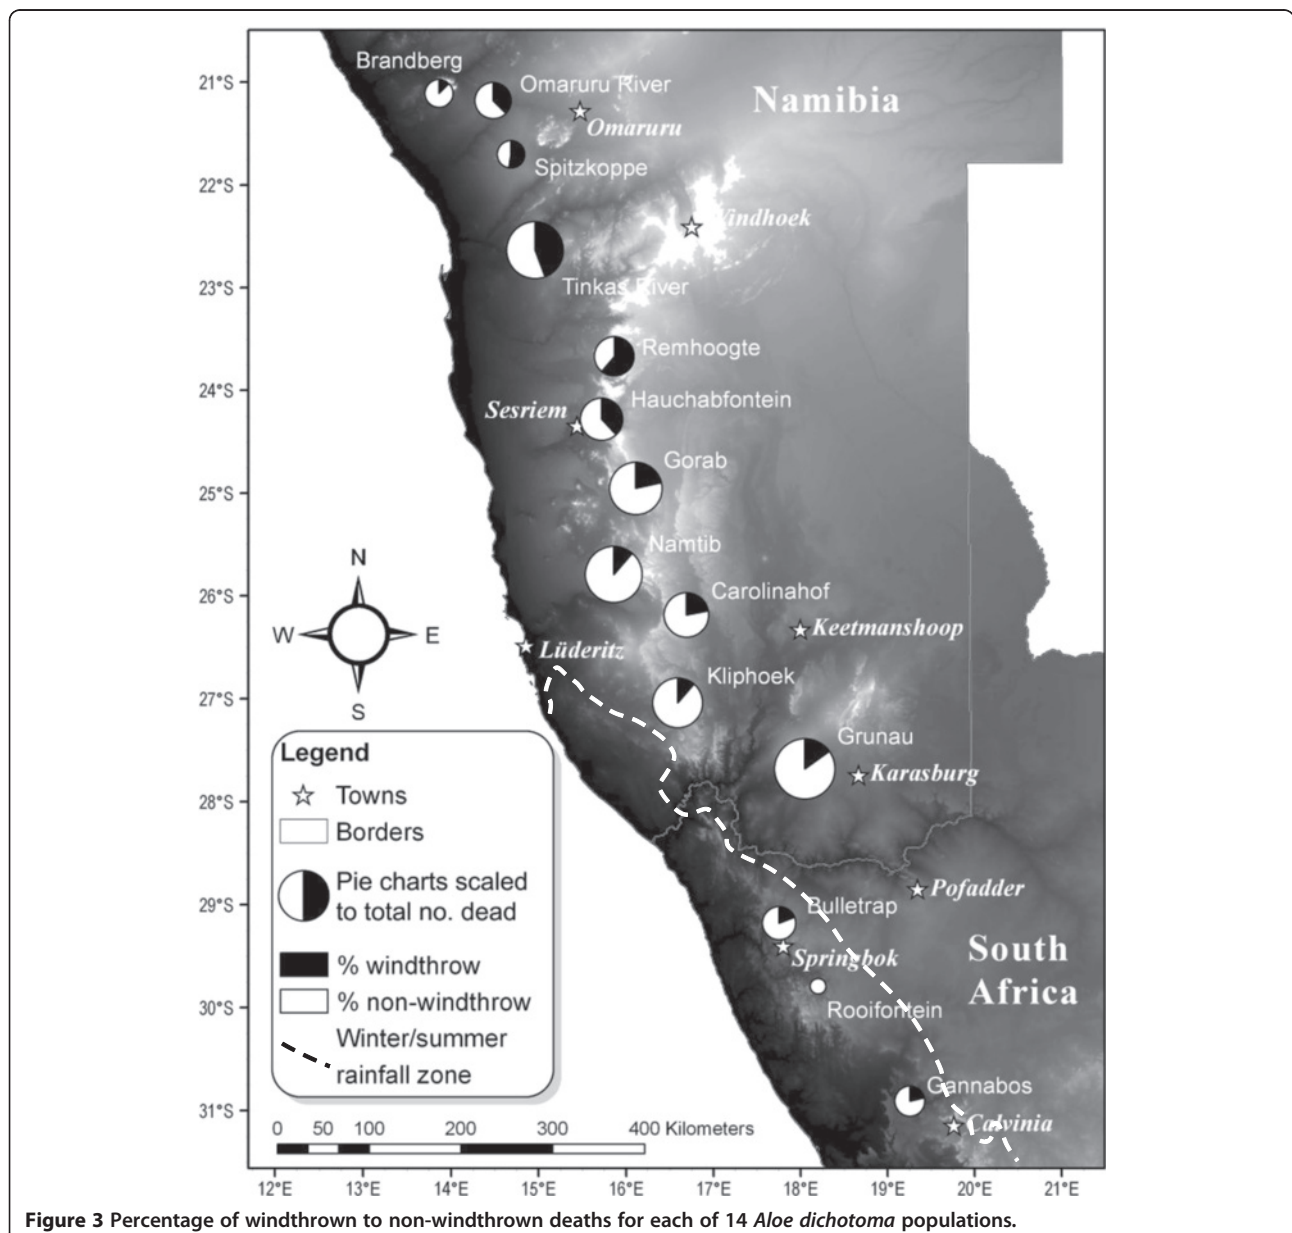 Brandberg
Omaruru River
Namibia
Omaruru
Spitzkoppe
Windhoek
Tinkas River
Remhoogte
Hauchabfontein
Sesriem
Gorab
Namtib
Carolinahof
Keetmanshoop
Lüderitz
Kliphoek
Grunau
Karasburg
Pofadder
Bulletrap
South
Africa
Springbok
Rooifontein
Gannabos
Calvinia
21°S
22°S
23°S
24°S
25°S
26°S
27°S
28°S
29°S
30°S
31°S
N
W E
S
Legend
Towns
Borders
Pie charts scaled
to total no. dead
% windthrow
% non-windthrow
Winter/summer
rainfall zone
0 50 100 200 300 400 Kilometers
12°E 13°E 14°E 15°E 16°E 17°E 18°E 19°E 20°E 21°E
Figure 3 Percentage of windthrown to non-windthrown deaths for each of 14 Aloe dichotoma populations.